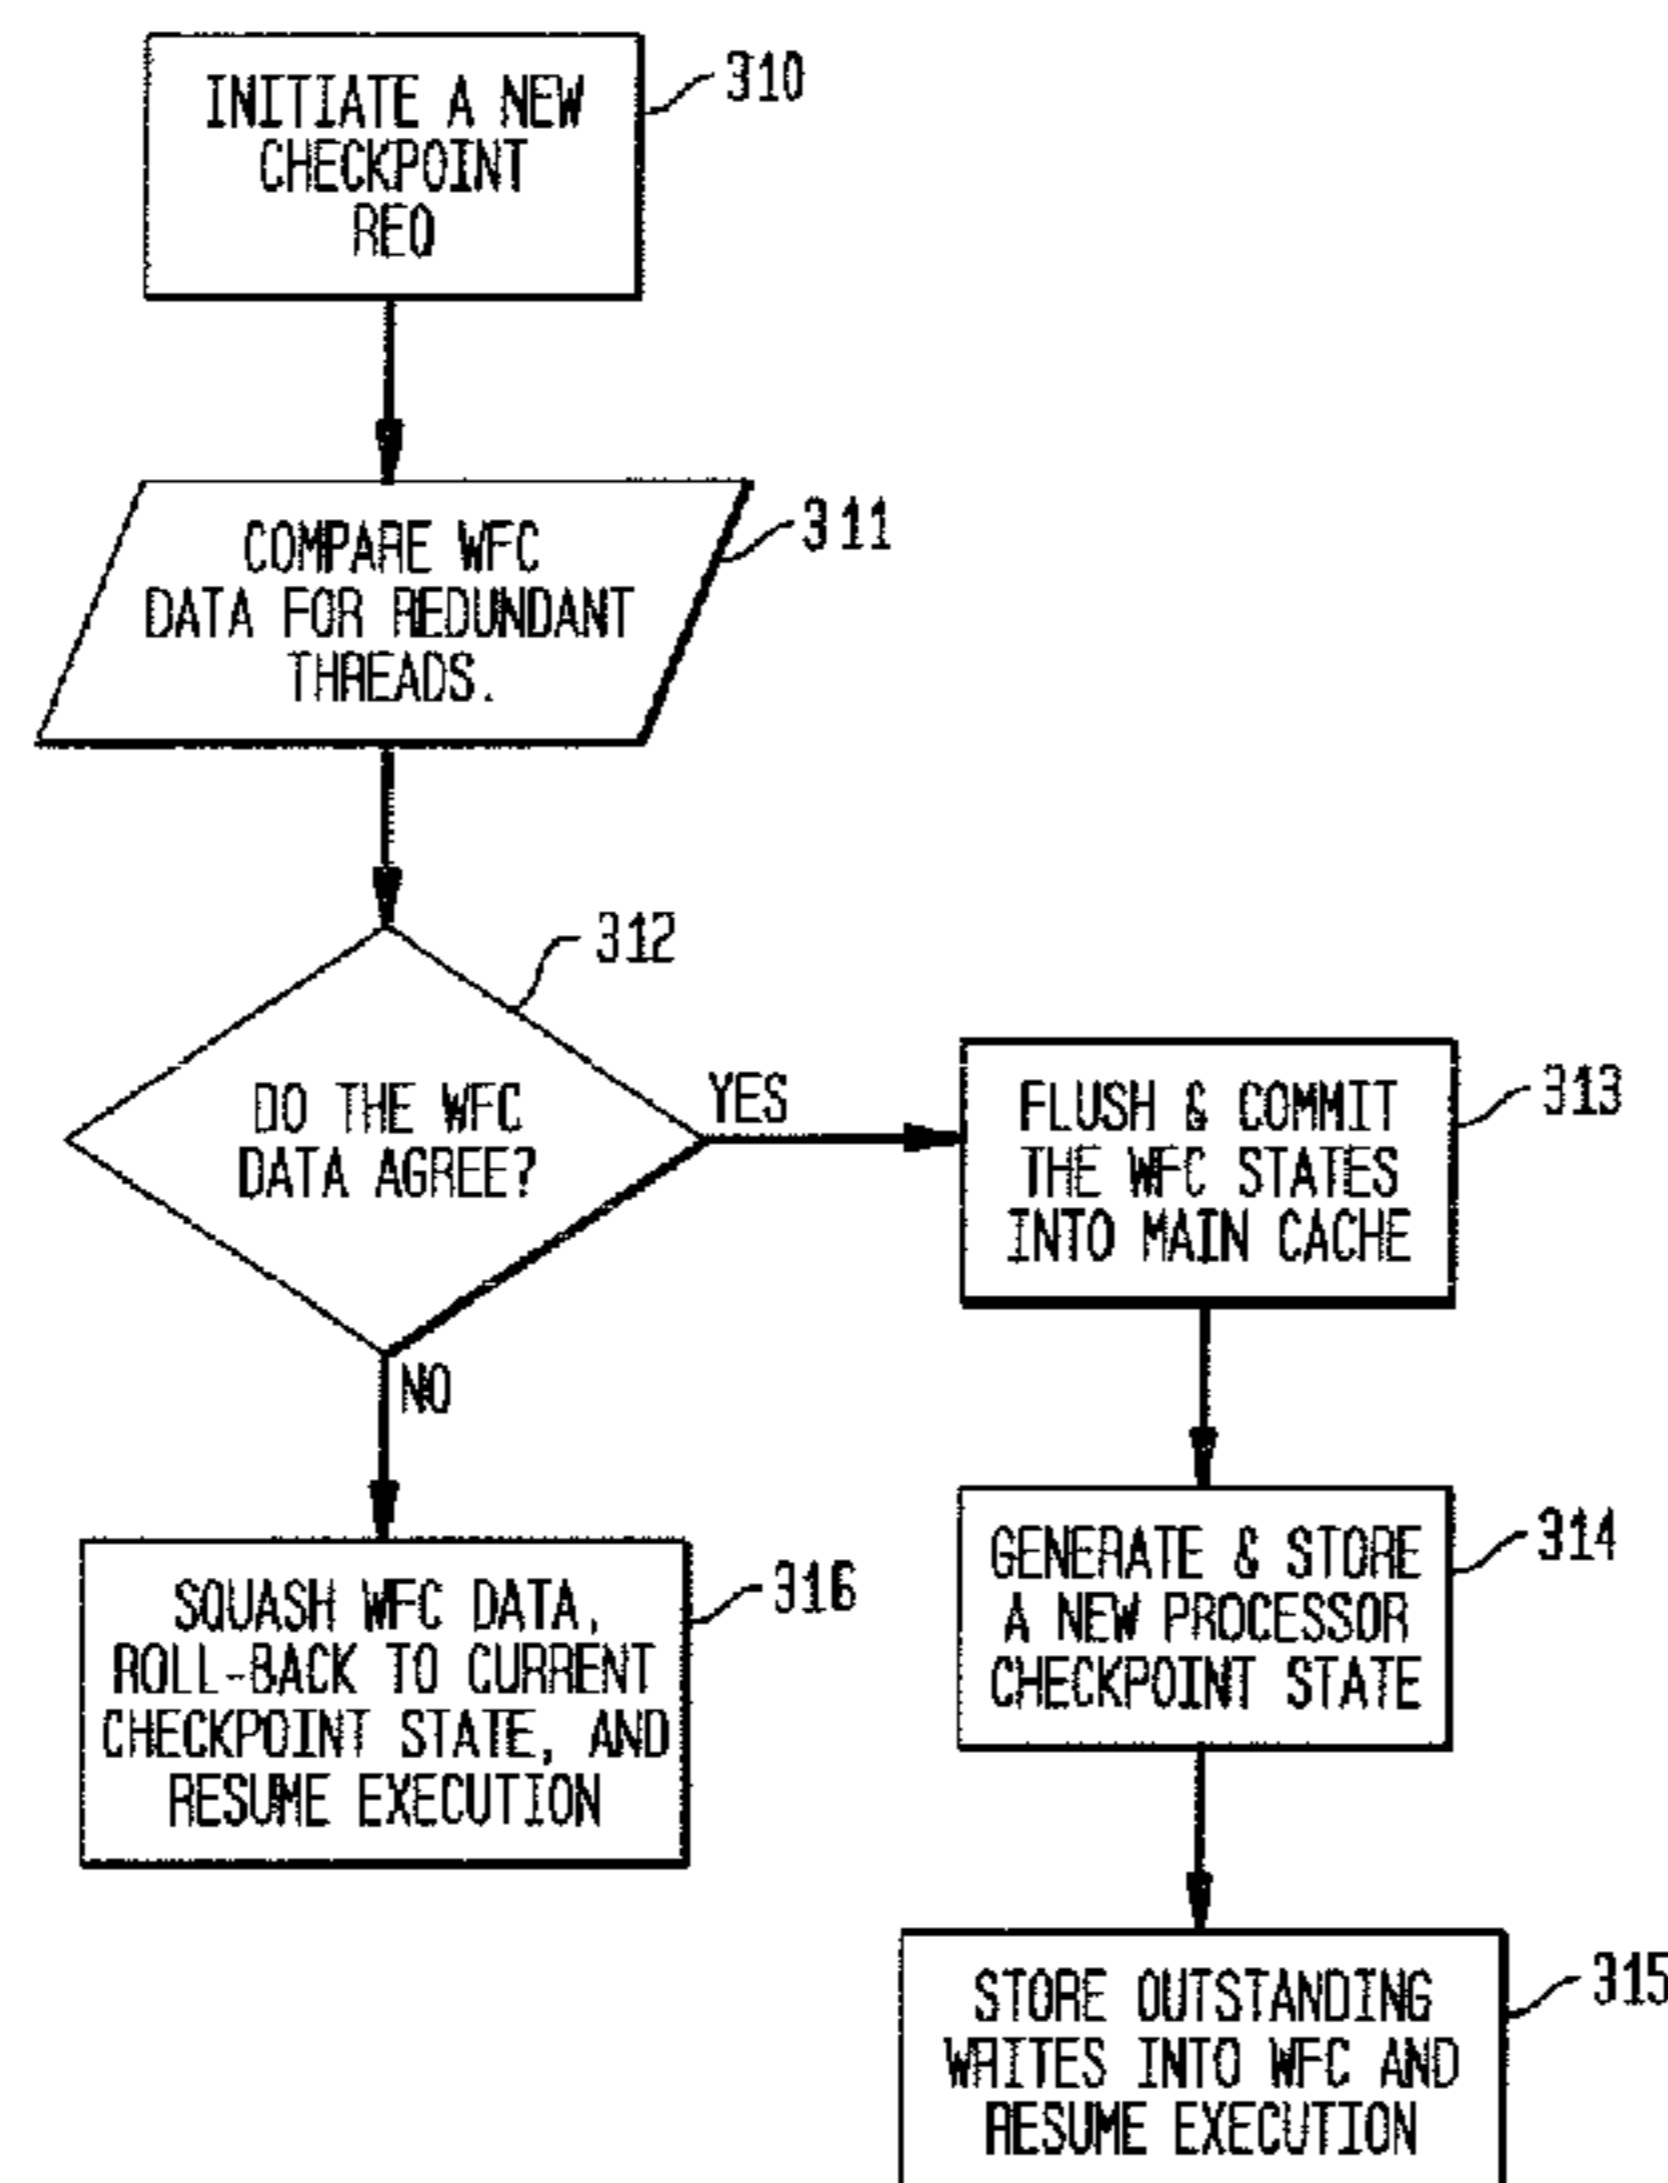 INITIATE A NEW
CHECKPOINT
REQ
310
COMPARE WFC
DATA FOR REDUNDANT
THREADS.
311
312
DO THE WFC
DATA AGREE?
YES
NO
FLUSH & COMMIT
THE WFC STATES
INTO MAIN CACHE
313
GENERATE & STORE
A NEW PROCESSOR
CHECKPOINT STATE
314
SQUASH WFC DATA,
ROLL-BACK TO CURRENT
CHECKPOINT STATE, AND
RESUME EXECUTION
316
STORE OUTSTANDING
WRITES INTO WFC AND
RESUME EXECUTION
315